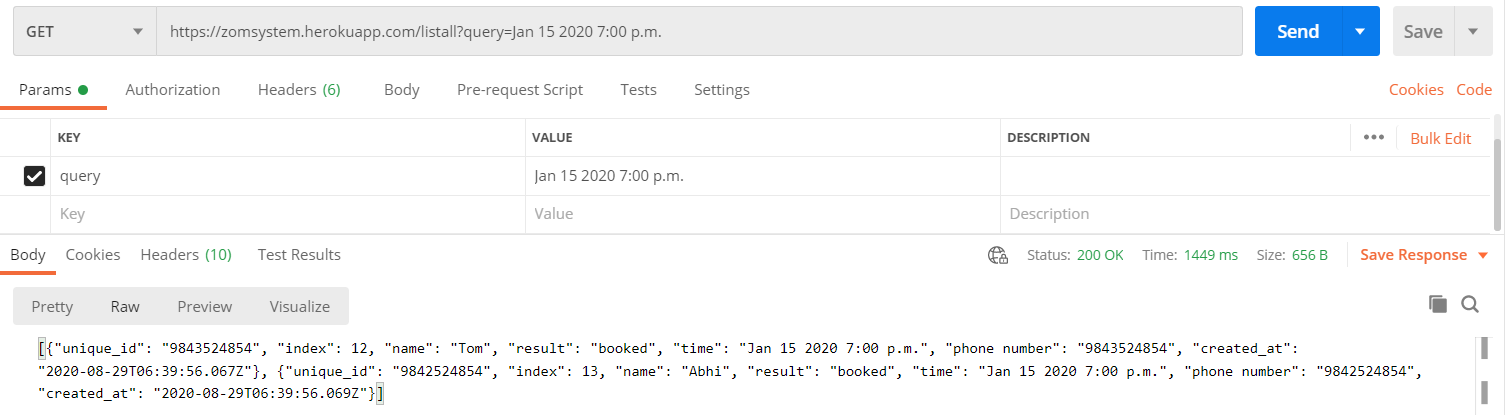 GET https://zomsystem.herokuapp.com/listall?query=Jan 15 2020 7:00 p.m. Send Save
Params Authorization Headers (6) Body Pre-request Script Tests Settings Cookies Code
KEY VALUE DESCRIPTION ••• Bulk Edit
query Jan 15 2020 7:00 p.m.
Key Value Description
Body Cookies Headers (10) Test Results Status: 200 OK Time: 1449 ms Size: 656 B Save Response
Pretty Raw Preview Visualize
[{"unique_id": "9843524854", "index": 12, "name": "Tom", "result": "booked", "time": "Jan 15 2020 7:00 p.m.", "phone number": "9843524854", "created_at":
"2020-08-29T06:39:56.067Z"}, {"unique_id": "9842524854", "index": 13, "name": "Abhi", "result": "booked", "time": "Jan 15 2020 7:00 p.m.", "phone number": "9842524854",
"created_at": "2020-08-29T06:39:56.069Z"}]